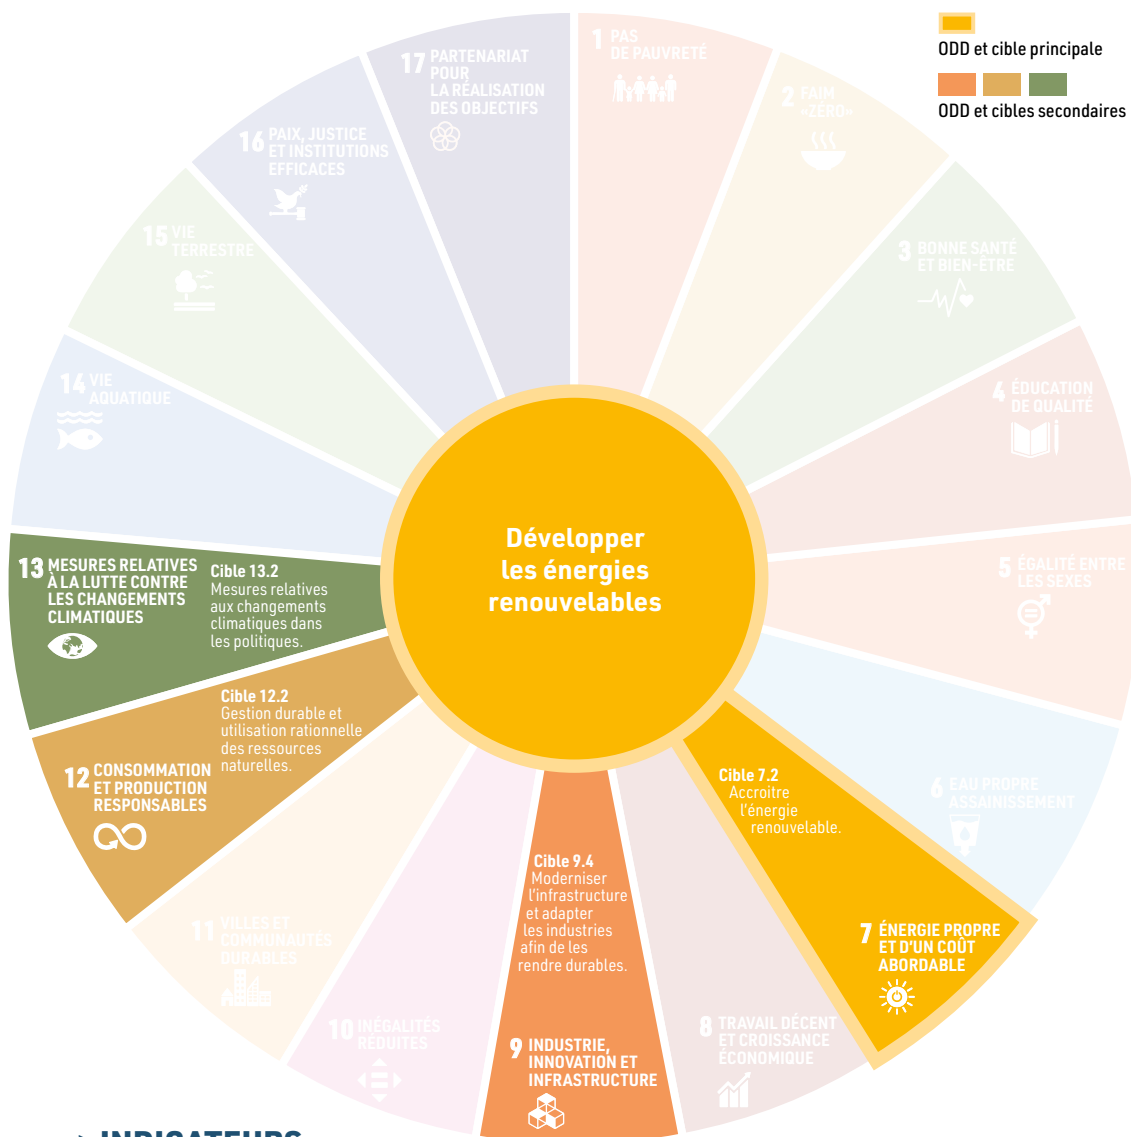 ODD et cible principale
ODD et cibles secondaires
1 PAS
DE PAUVRETÉ
2 FAIM
«ZÉRO»
3 BONNE SANTÉ
ET BIEN-ÊTRE
4 ÉDUCATION
DE QUALITÉ
5 ÉGALITÉ ENTRE
LES SEXES
6 EAU PROPRE
ASSAINISSEMENT
7 ÉNERGIE PROPRE
ET D'UN COÛT
ABORDABLE
Cible 7.2
Accroitre
l'énergie
renouvelable.
8 TRAVAIL DÉCENT
ET CROISSANCE
ÉCONOMIQUE
9 INDUSTRIE,
INNOVATION ET
INFRASTRUCTURE
Cible 9.4
Moderniser
l'infrastructure
et adapter
les industries
afin de les
rendre durables.
10 INÉGALITÉS
RÉDUITES
11 VILLES ET
COMMUNAUTÉS
DURABLES
12 CONSOMMATION
ET PRODUCTION
RESPONSABLES
Cible 12.2
Gestion durable et
utilisation rationnelle
des ressources
naturelles.
13 MESURES RELATIVES
À LA LUTTE CONTRE
LES CHANGEMENTS
CLIMATIQUES
Cible 13.2
Mesures relatives
aux changements
climatiques dans
les politiques.
14 VIE
AQUATIQUE
15 VIE
TERRESTRE
16 PAIX, JUSTICE
ET INSTITUTIONS
EFFICACES
17 PARTENARIAT
POUR
LA RÉALISATION
DES OBJECTIFS
Développer
les énergies
renouvelables
INDICATEURS